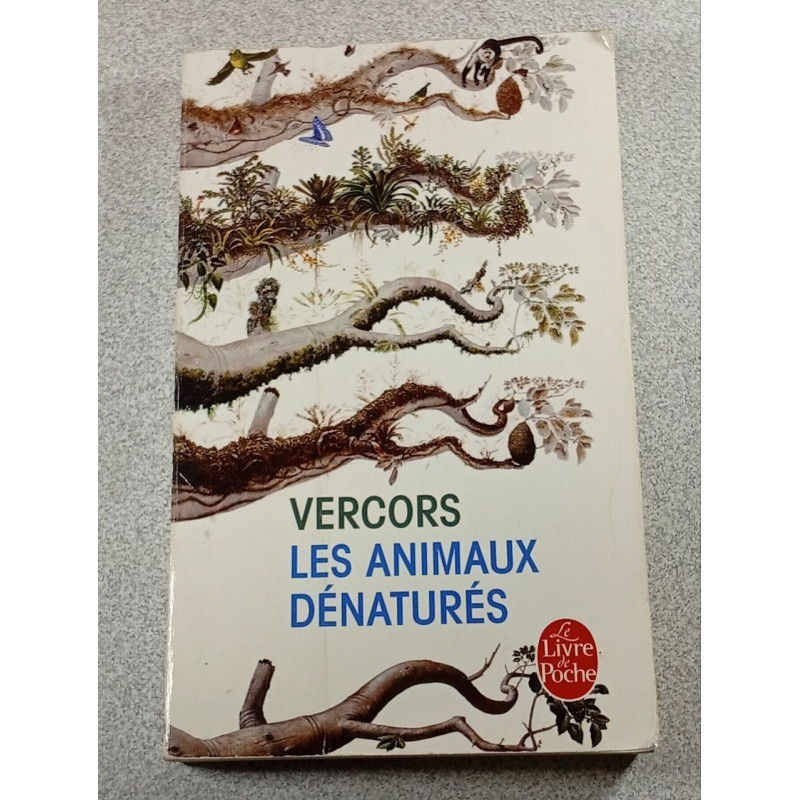 VERCORS
LES ANIMAUX
DÉNATURÉS
Le
Livre
de
Poche